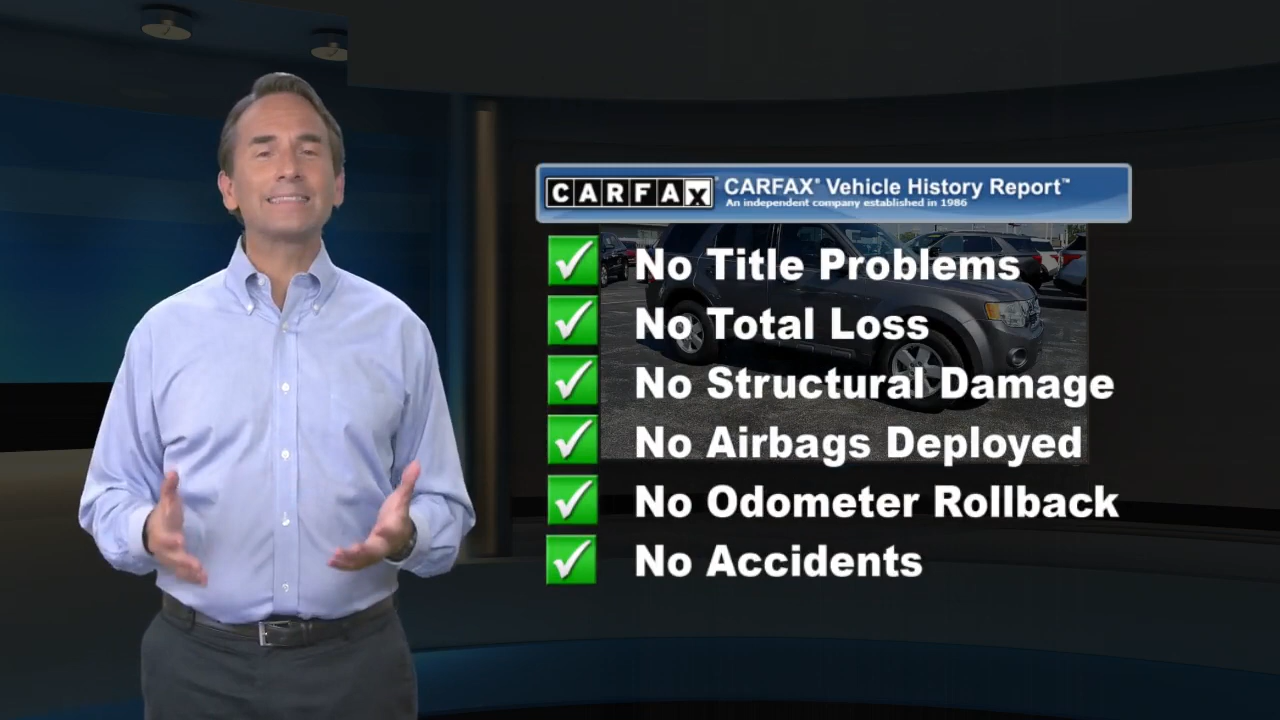 CARFAX® CARFAX® Vehicle History Report™
An independent company established in 1986
No Title Problems
No Total Loss
No Structural Damage
No Airbags Deployed
No Odometer Rollback
No Accidents